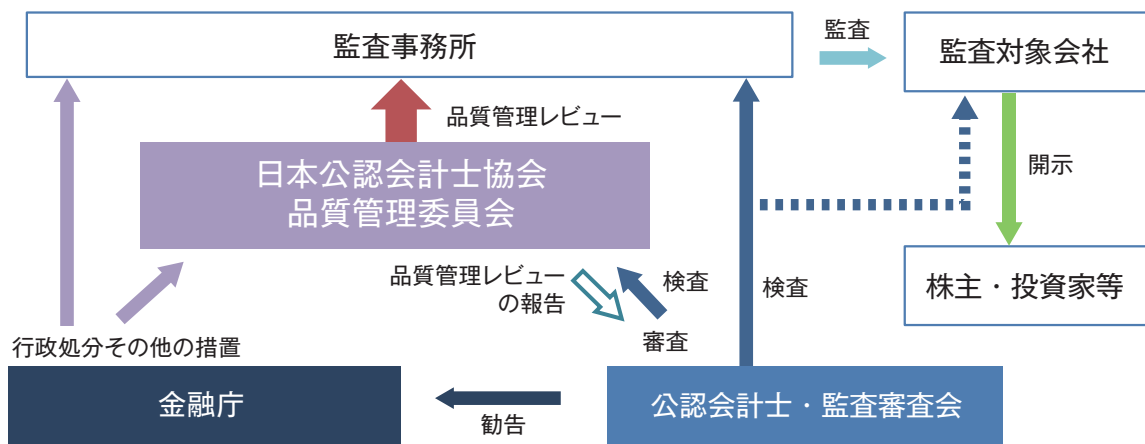 監査事務所
監査
監査対象会社
品質管理レビュー
日本公認会計士協会
品質管理委員会
開示
品質管理レビュー
の報告
検査
検査
株主・投資家等
審査
行政処分その他の措置
金融庁
勧告
公認会計士・監査審査会